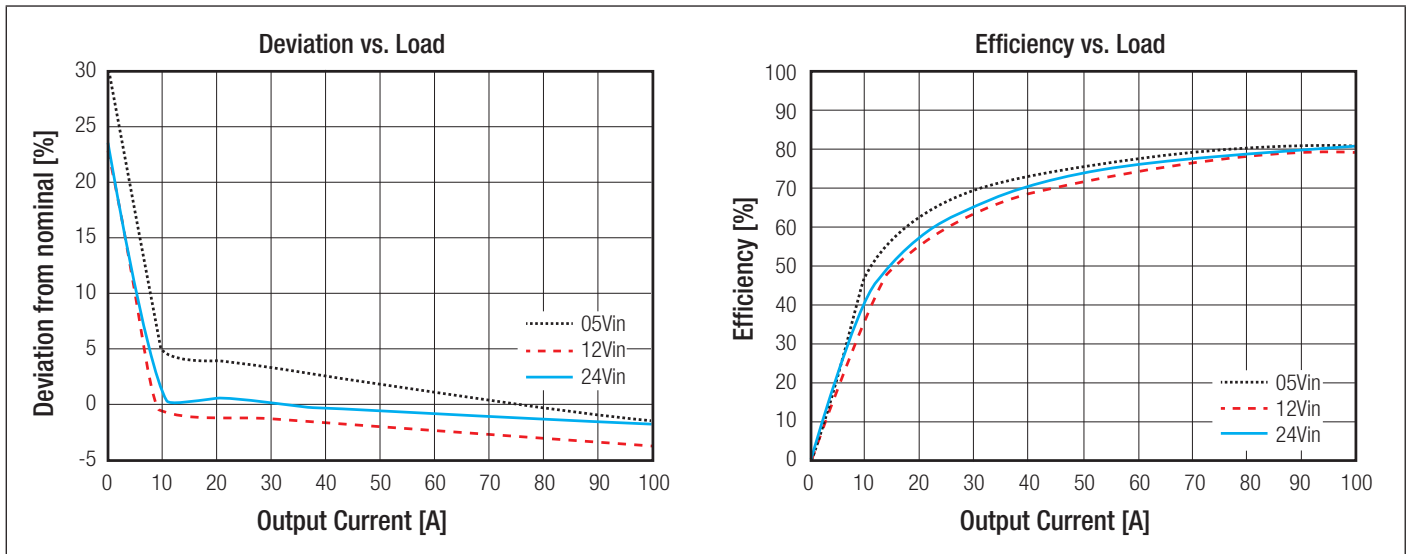 Deviation vs. Load
Deviation from nominal [%]
30
25
20
15
10
5
0
-5
05Vin
12Vin
24Vin
0 10 20 30 40 50 60 70 80 90 100
Output Current [A]
Efficiency vs. Load
Efficiency [%]
100
90
80
70
60
50
40
30
20
10
0
05Vin
12Vin
24Vin
0 10 20 30 40 50 60 70 80 90 100
Output Current [A]